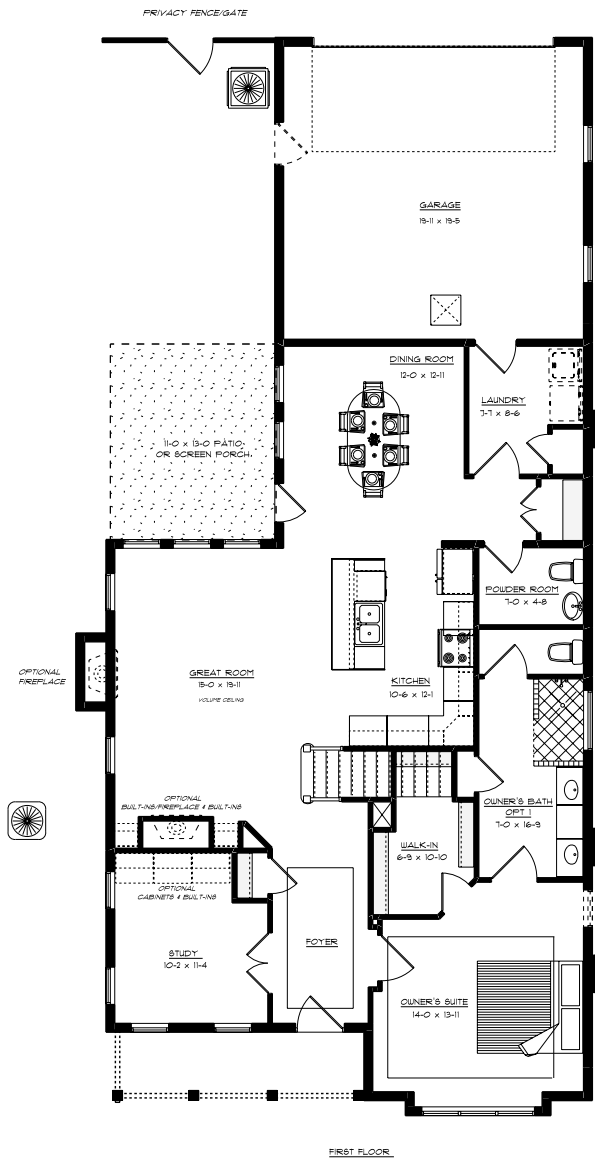 PRIVACY FENCE/GATE
GARAGE
19-11 x 19-5
DINING ROOM
12-0 x 12-11
LAUNDRY
7-7 x 8-6
11-0 x 13-0 PATIO
OR SCREEN PORCH
POWDER ROOM
7-0 x 4-8
OPTIONAL
FIREPLACE
GREAT ROOM
15-0 x 19-11
VOLUME CEILING
KITCHEN
10-6 x 12-1
OPTIONAL
BUILT-INS/FIREPLACE & BUILT-INS
OWNER'S BATH
OPT 1
7-0 x 16-9
WALK-IN
6-9 x 10-10
OPTIONAL
CABINETS & BUILT-INS
STUDY
10-2 x 11-4
FOYER
OWNER'S SUITE
14-0 x 13-11
FIRST FLOOR